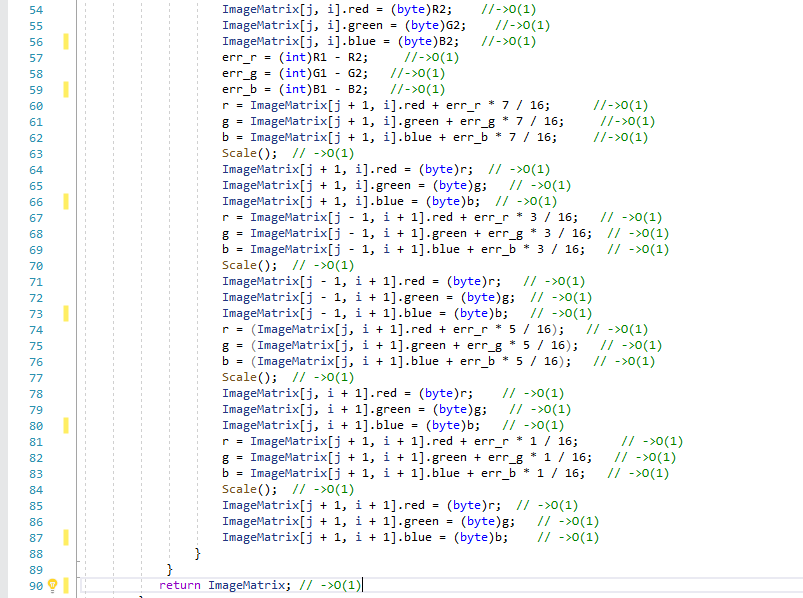 54 ImageMatrix[j, i].red = (byte)R2; //->O(1)
55 ImageMatrix[j, i].green = (byte)G2; //->O(1)
56 ImageMatrix[j, i].blue = (byte)B2; //->O(1)
57 err_r = (int)R1 - R2; //->O(1)
58 err_g = (int)G1 - G2; //->O(1)
59 err_b = (int)B1 - B2; //->O(1)
60 r = ImageMatrix[j + 1, i].red + err_r * 7 / 16; //->O(1)
61 g = ImageMatrix[j + 1, i].green + err_g * 7 / 16; //->O(1)
62 b = ImageMatrix[j + 1, i].blue + err_b * 7 / 16; //->O(1)
63 Scale(); // ->O(1)
64 ImageMatrix[j + 1, i].red = (byte)r; // ->O(1)
65 ImageMatrix[j + 1, i].green = (byte)g; // ->O(1)
66 ImageMatrix[j + 1, i].blue = (byte)b; // ->O(1)
67 r = ImageMatrix[j - 1, i + 1].red + err_r * 3 / 16; // ->O(1)
68 g = ImageMatrix[j - 1, i + 1].green + err_g * 3 / 16; // ->O(1)
69 b = ImageMatrix[j - 1, i + 1].blue + err_b * 3 / 16; // ->O(1)
70 Scale(); // ->O(1)
71 ImageMatrix[j - 1, i + 1].red = (byte)r; // ->O(1)
72 ImageMatrix[j - 1, i + 1].green = (byte)g; // ->O(1)
73 ImageMatrix[j - 1, i + 1].blue = (byte)b; // ->O(1)
74 r = (ImageMatrix[j, i + 1].red + err_r * 5 / 16); // ->O(1)
75 g = (ImageMatrix[j, i + 1].green + err_g * 5 / 16); // ->O(1)
76 b = (ImageMatrix[j, i + 1].blue + err_b * 5 / 16); // ->O(1)
77 Scale(); // ->O(1)
78 ImageMatrix[j, i + 1].red = (byte)r; // ->O(1)
79 ImageMatrix[j, i + 1].green = (byte)g; // ->O(1)
80 ImageMatrix[j, i + 1].blue = (byte)b; // ->O(1)
81 r = ImageMatrix[j + 1, i + 1].red + err_r * 1 / 16; // ->O(1)
82 g = ImageMatrix[j + 1, i + 1].green + err_g * 1 / 16; // ->O(1)
83 b = ImageMatrix[j + 1, i + 1].blue + err_b * 1 / 16; // ->O(1)
84 Scale(); // ->O(1)
85 ImageMatrix[j + 1, i + 1].red = (byte)r; // ->O(1)
86 ImageMatrix[j + 1, i + 1].green = (byte)g; // ->O(1)
87 ImageMatrix[j + 1, i + 1].blue = (byte)b; // ->O(1)
88 }
89 }
90 return ImageMatrix; // ->O(1)